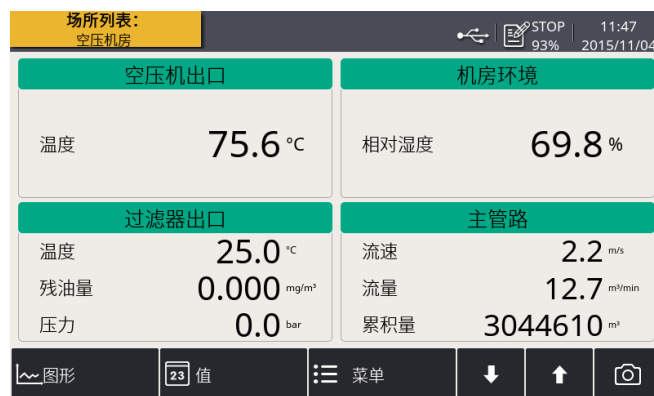 场所列表：
空压机房
STOP
93%
11:47
2015/11/04
空压机出口
温度 75.6 °C
机房环境
相对湿度 69.8 %
过滤器出口
温度 25.0 °C
残油量 0.000 mg/m³
压力 0.0 bar
主管路
流速 2.2 m/s
流量 12.7 m³/min
累积量 3044610 m³
图形
23 值
菜单